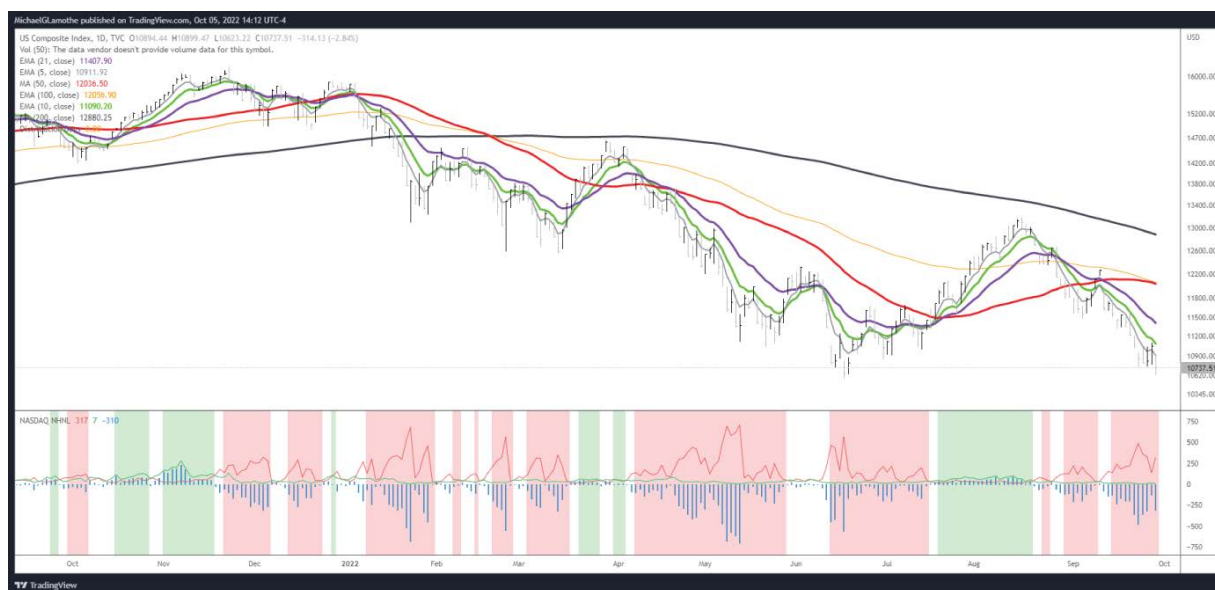 MichaelGLamothe published on TradingView.com, Oct 05, 2022 14:12 UTC-4
US Composite Index, 1D, TVC O10894.44 H10899.47 L10623.22 C10737.51 −314.13 (−2.84%)
USD
Vol (50): The data vendor doesn't provide volume data for this symbol.
EMA (21, close) 11407.90
EMA (5, close) 10911.92
MA (50, close) 12036.50
EMA (100, close) 12056.90
EMA (10, close) 11090.20
(200, close) 12880.25
16000.00
15200.00
14700.00
14200.00
13800.00
13400.00
13000.00
12600.00
12200.00
11800.00
11500.00
11200.00
10900.00
10737.51
10620.00
10345.00
NASDAQ NHNL 317 7 −310
750
500
250
0
−250
−500
−750
Oct Nov Dec 2022 Feb Mar Apr May Jun Jul Aug Sep Oct
TradingView